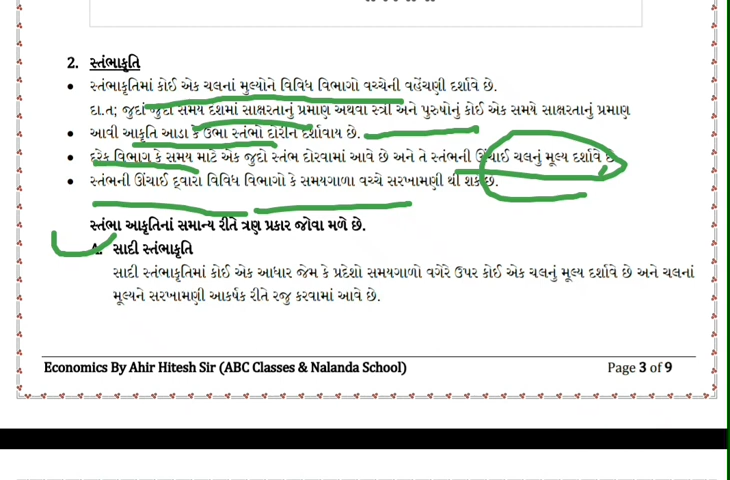 2. સ્તંભાકૃતિ
• સ્તંભાકૃતિમાં કોઈ એક ચલનાં મુલ્યોને વિવિધ વિભાગો વચ્ચેની વહેંચણી દર્શાવે છે.
દા.ત; જુદાં જુદાં સમય દશમાં સાક્ષરતાનું પ્રમાણ અથવા સ્ત્રી અને પુરુષોનું કોઈ એક સમયે સાક્ષરતાનું પ્રમાણ
• આવી આકૃતિ આડા કે ઉભા સ્તંભો દોરીને દર્શાવાય છે.
• દરેક વિભાગ કે સમય માટે એક જુદો સ્તંભ દોરવામાં આવે છે અને તે સ્તંભની ઊંચાઈ ચલનું મૂલ્ય દર્શાવે છે
• સ્તંભની ઊંચાઈ દ્વારા વિવિધ વિભાગો કે સમયગાળા વચ્ચે સરખામણી થી શકે છે.
સ્તંભા આકૃતિનાં સમાન્ય રીતે ત્રણ પ્રકાર જોવા મળે છે.
A. સાદી સ્તંભાકૃતિ
સાદી સ્તંભાકૃતિમાં કોઈ એક આધાર જેમ કે પ્રદેશો સમયગાળો વગેરે ઉપર કોઈ એક ચલનું મૂલ્ય દર્શાવે છે અને ચલનાં
મુલ્યને સરખામણી આકર્ષક રીતે રજુ કરવામાં આવે છે.
Economics By Ahir Hitesh Sir (ABC Classes & Nalanda School) Page 3 of 9